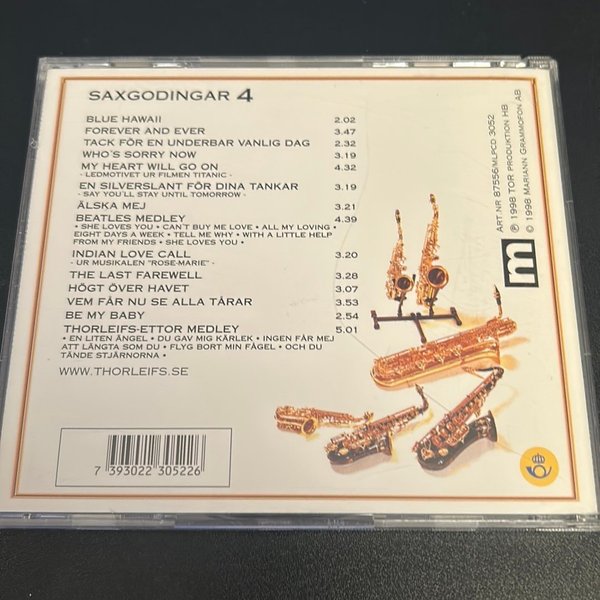 SAXGODINGAR 4
BLUE HAWAII 2.02
FOREVER AND EVER 3.47
TACK FÖR EN UNDERBAR VANLIG DAG 2.32
WHO'S SORRY NOW 3.19
MY HEART WILL GO ON 4.32
- LEDMOTIVET UR FILMEN TITANIC -
EN SILVERSLANT FÖR DINA TANKAR 3.19
- SAY YOU'LL STAY UNTIL TOMORROW -
ÄLSKA MEJ 3.21
BEATLES MEDLEY 4.39
• SHE LOVES YOU • CAN'T BUY ME LOVE • ALL MY LOVING •
EIGHT DAYS A WEEK • TELL ME WHY • WITH A LITTLE HELP
FROM MY FRIENDS • SHE LOVES YOU •
INDIAN LOVE CALL 3.20
- UR MUSIKALEN "ROSE-MARIE" -
THE LAST FAREWELL 3.28
HÖGT ÖVER HAVET 3.07
VEM FÅR NU SE ALLA TÅRAR 3.53
BE MY BABY 2.54
THORLEIFS-ETTOR MEDLEY 5.01
• EN LITEN ÄNGEL • DU GAV MIG KÄRLEK • INGEN FÅR MEJ
ATT LÄNGTA SOM DU • FLYG BORT MIN FÅGEL • OCH DU
TÄNDE STJÄRNORNA •
WWW.THORLEIFS.SE
7 393022 305226
ART NR 87556/MLPCD 3052
℗ 1998 TOR PRODUKTION HB
© 1998 MARIANN GRAMMOFON AB
m